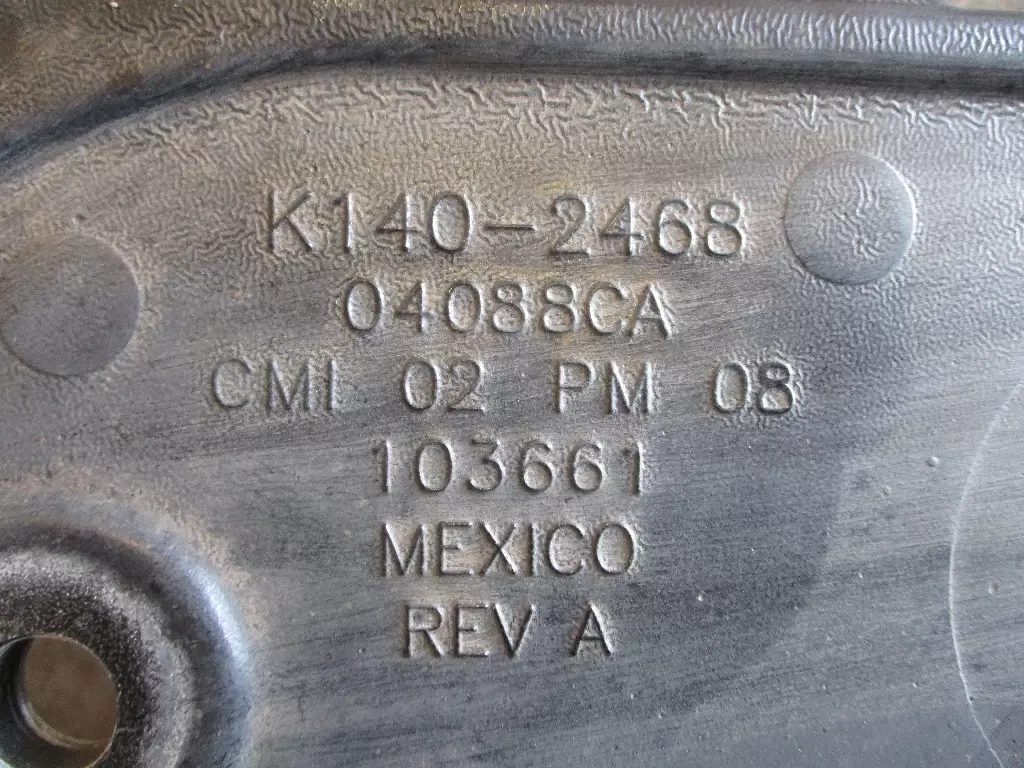 K140-2468
04088CA
CMI 02 PM 08
103661
MEXICO
REV A